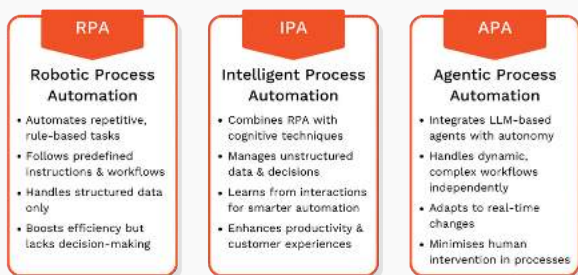 RPA
Robotic Process
Automation
• Automates repetitive,
rule-based tasks
• Follows predefined
instructions & workflows
• Handles structured data
only
• Boosts efficiency but
lacks decision-making
IPA
Intelligent Process
Automation
• Combines RPA with
cognitive techniques
• Manages unstructured
data & decisions
• Learns from interactions
for smarter automation
• Enhances productivity &
customer experiences
APA
Agentic Process
Automation
• Integrates LLM-based
agents with autonomy
• Handles dynamic,
complex workflows
independently
• Adapts to real-time
changes
• Minimises human
intervention in processes